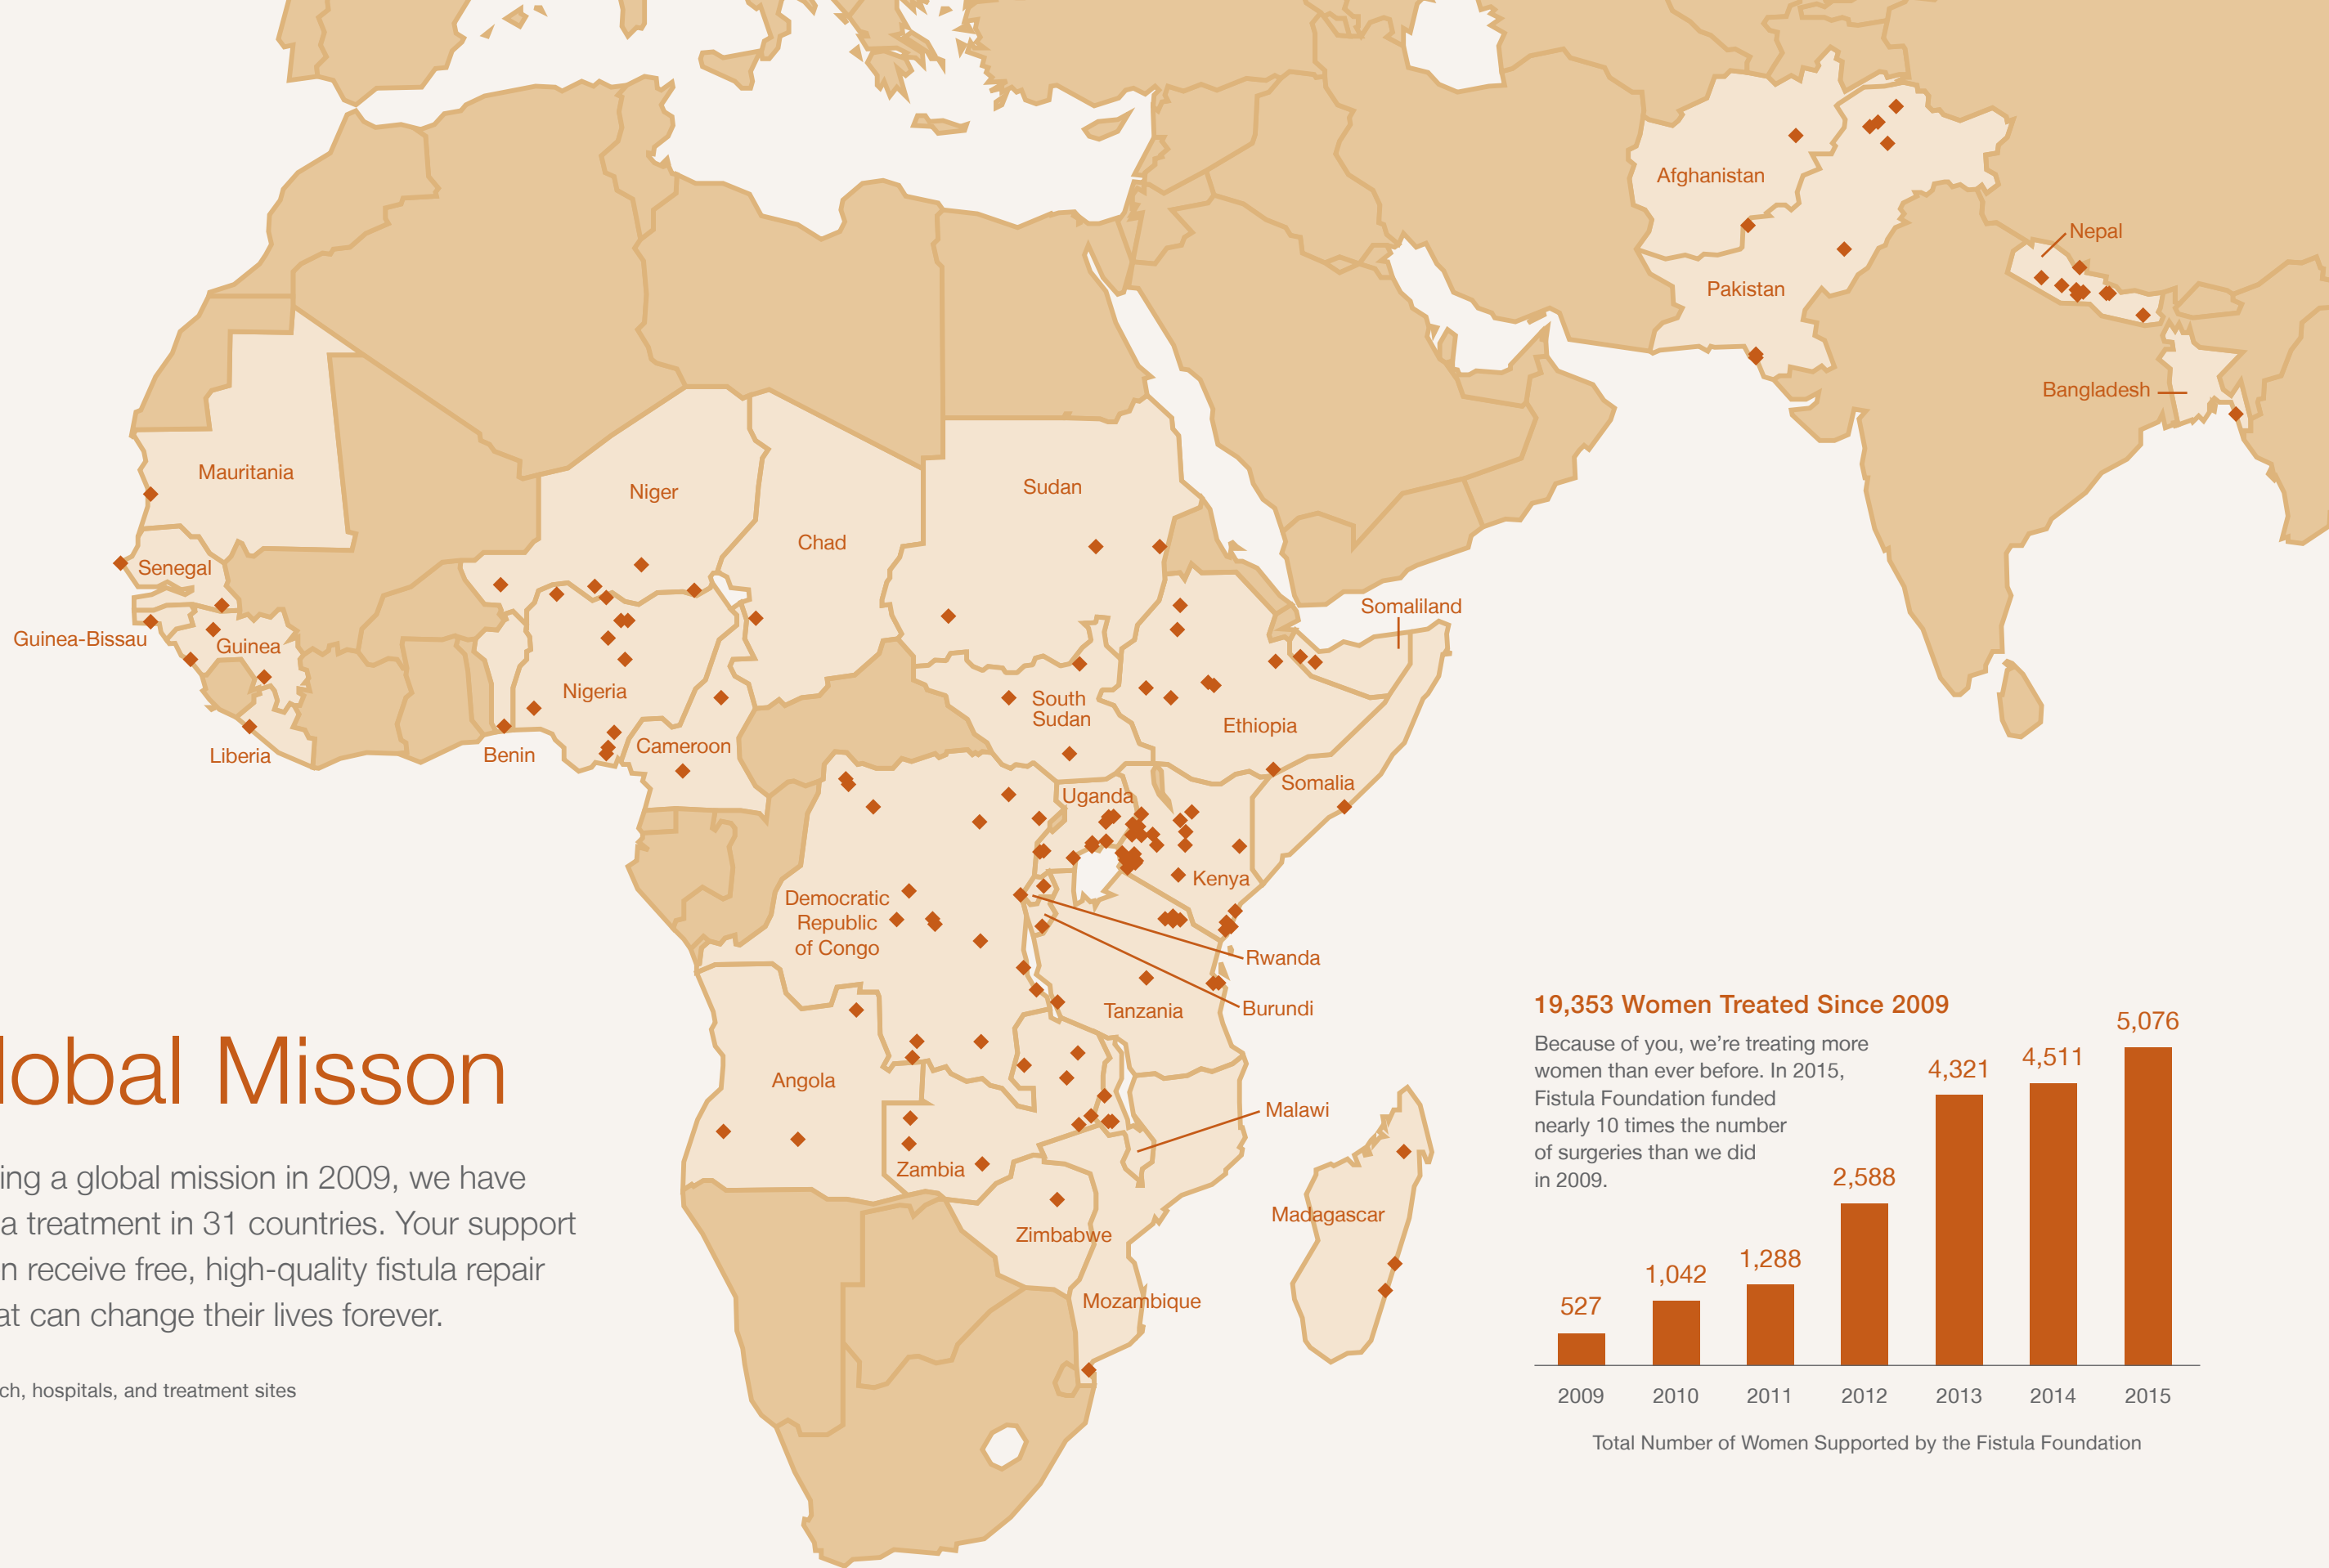 Afghanistan
Nepal
Pakistan
Bangladesh
Mauritania
Niger
Sudan
Chad
Senegal
Somaliland
Guinea-Bissau
Guinea
Nigeria
South
Sudan
Ethiopia
Liberia
Benin
Cameroon
Somalia
Uganda
Kenya
Democratic
Republic
of Congo
Rwanda
Burundi
Tanzania
Angola
Malawi
Zambia
Madagascar
Zimbabwe
Mozambique
lobal Misson
ing a global mission in 2009, we have
a treatment in 31 countries. Your support
n receive free, high-quality fistula repair
at can change their lives forever.
ch, hospitals, and treatment sites
19,353 Women Treated Since 2009
Because of you, we’re treating more
women than ever before. In 2015,
Fistula Foundation funded
nearly 10 times the number
of surgeries than we did
in 2009.
527
1,042
1,288
2,588
4,321
4,511
5,076
2009 2010 2011 2012 2013 2014 2015
Total Number of Women Supported by the Fistula Foundation